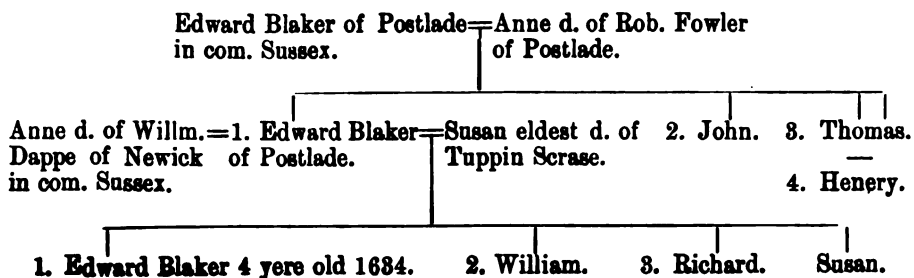 Edward Blaker of Postlade=Anne d. of Rob. Fowler
in com. Sussex. of Postlade.
Anne d. of Willm.=1. Edward Blaker=Susan eldest d. of 2. John. 3. Thomas.
Dappe of Newick of Postlade. Tuppin Scrase. —
in com. Sussex. 4. Henery.
1. Edward Blaker 4 yere old 1634. 2. William. 3. Richard. Susan.